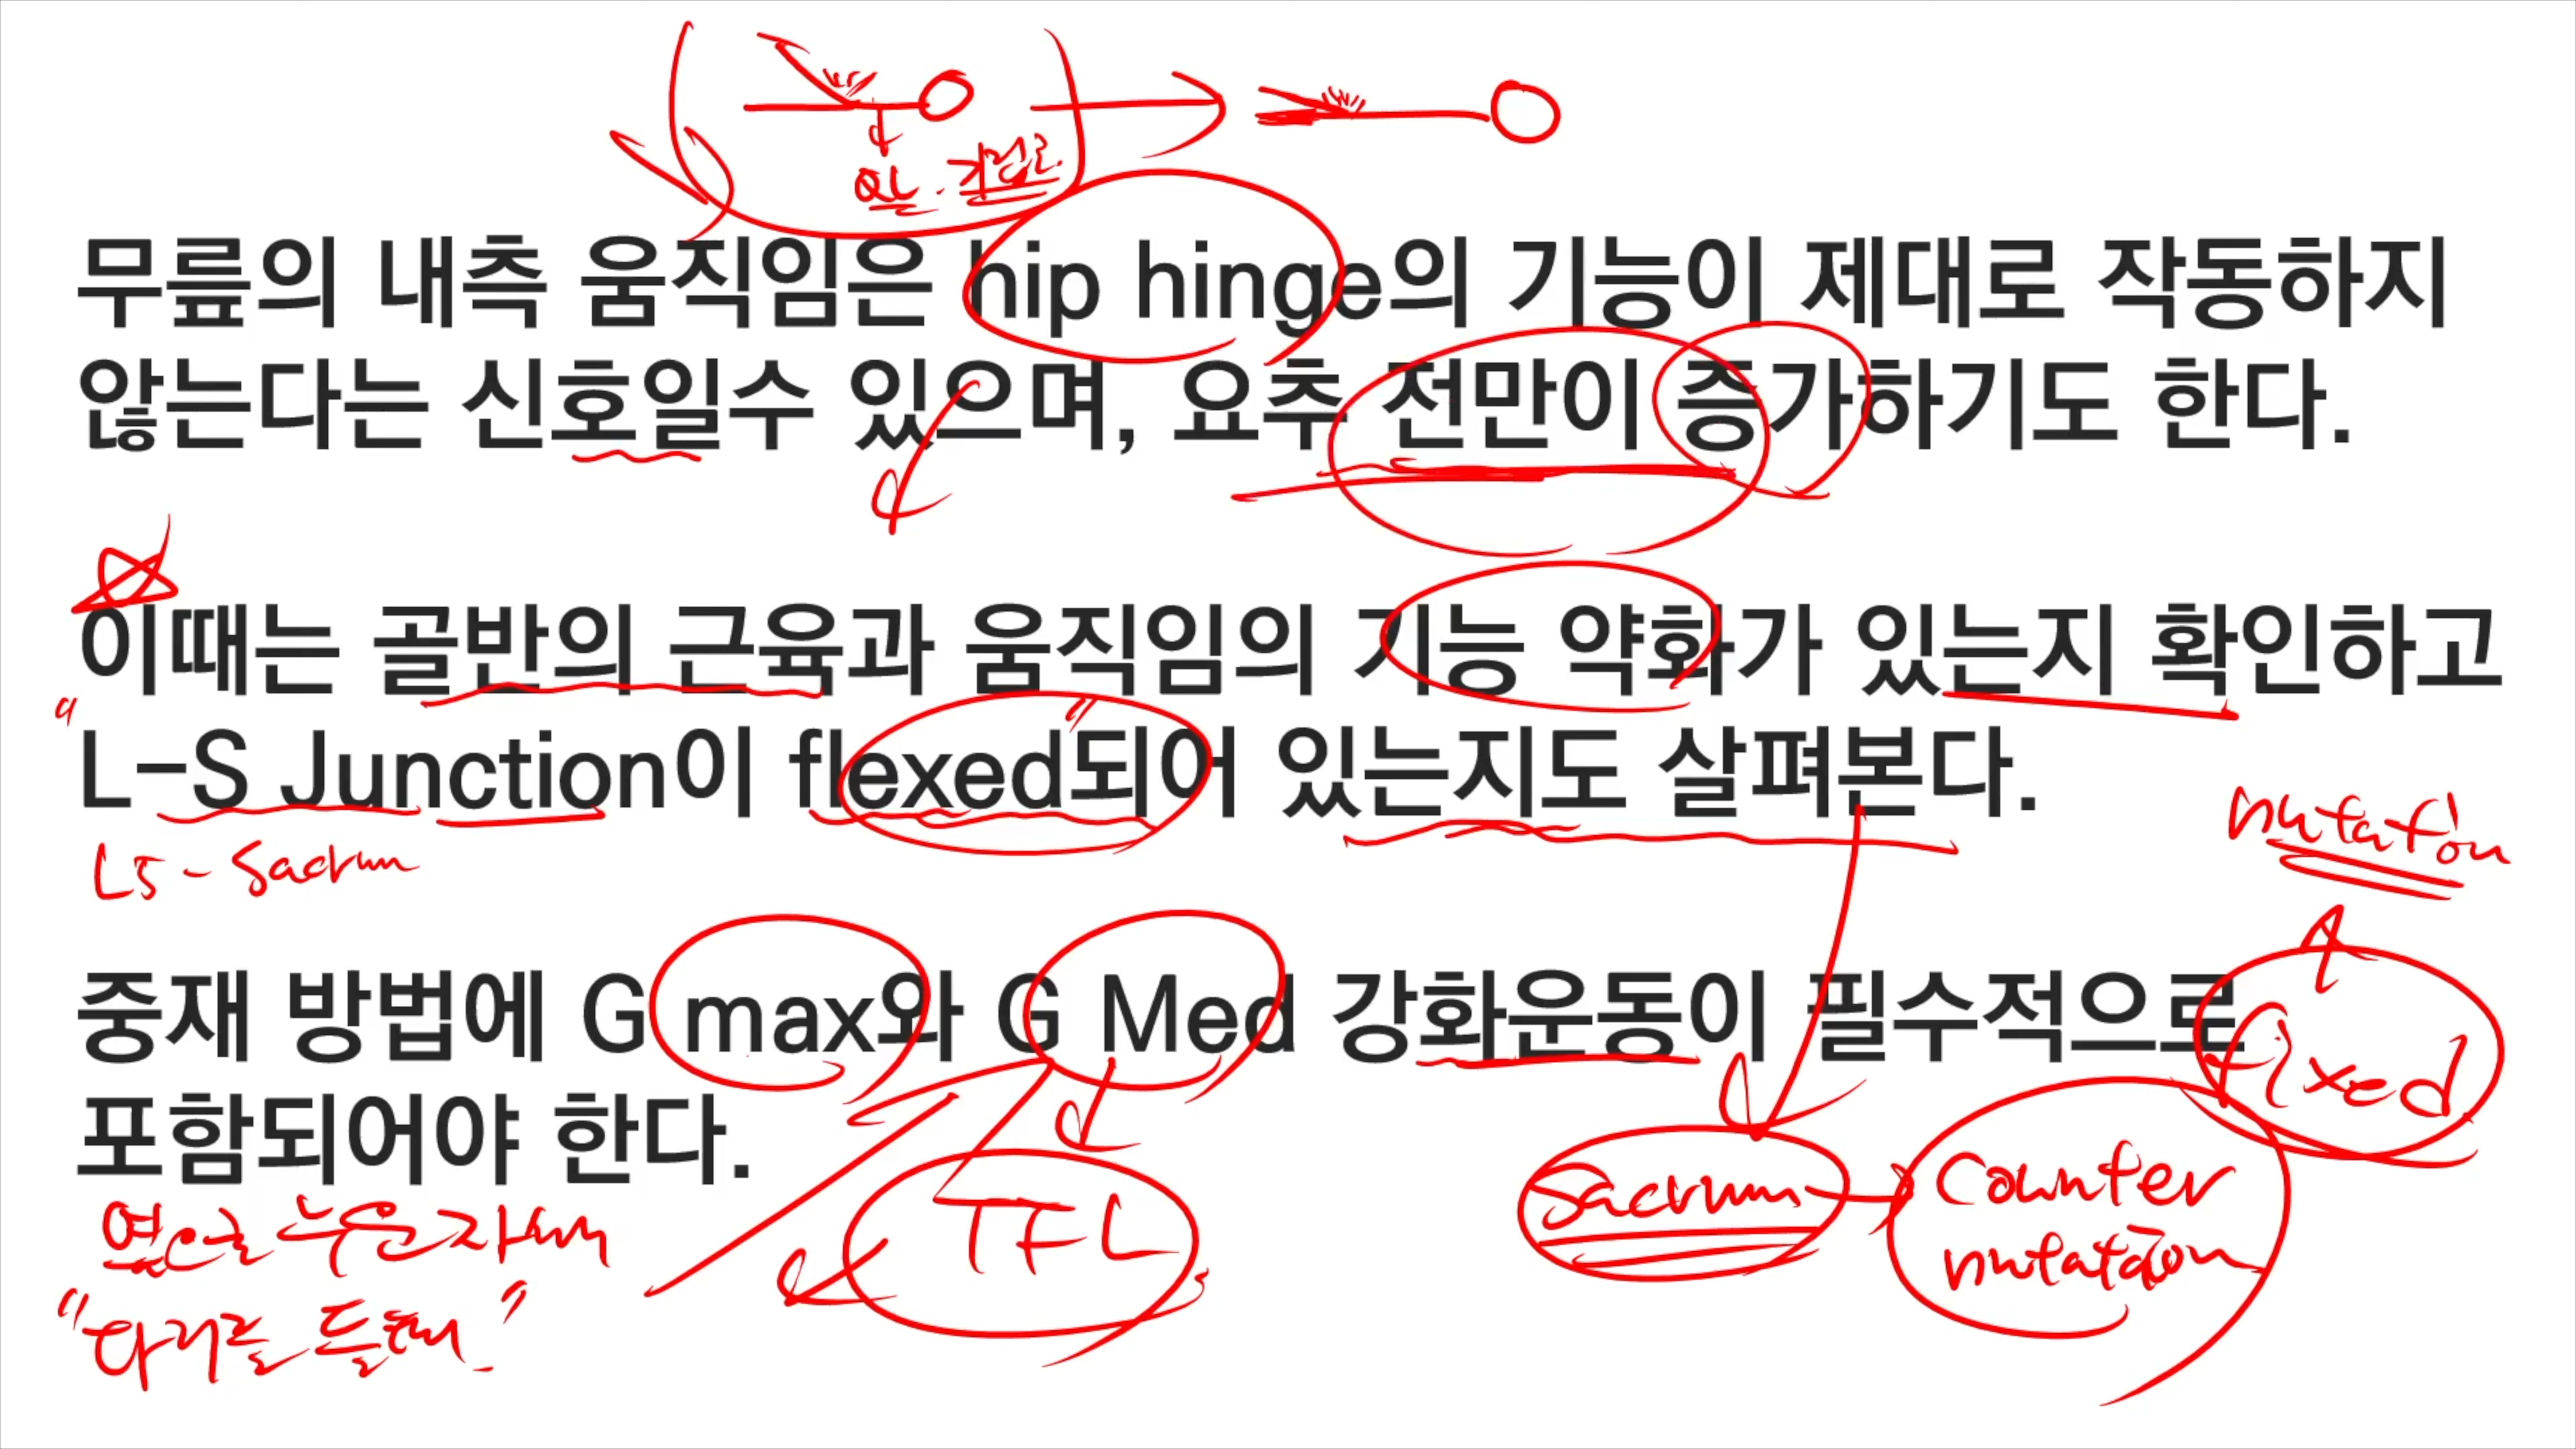 QL. 기립근.
무릎의 내측 움직임은 hip hinge의 기능이 제대로 작동하지
않는다는 신호일수 있으며, 요추 전만이 증가하기도 한다.
이때는 골반의 근육과 움직임의 기능 약화가 있는지 확인하고
"L-S Junction이 flexed"되어 있는지도 살펴본다.
L5 - Sacrum
nutation
중재 방법에 G max와 G Med 강화운동이 필수적으로
fixed
포함되어야 한다.
옆으로 누운 자세
"다리를 들때"
TFL
Sacrum
Counter
nutation